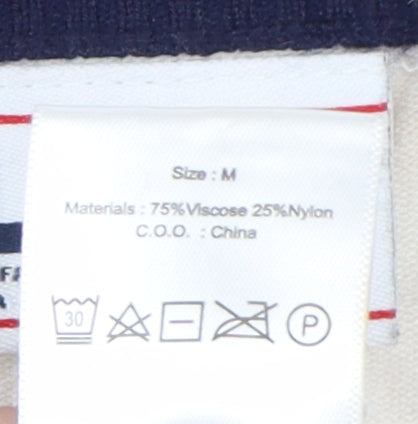 Size : M
Materials : 75%Viscose 25%Nylon
C.O.O. : China
30
P